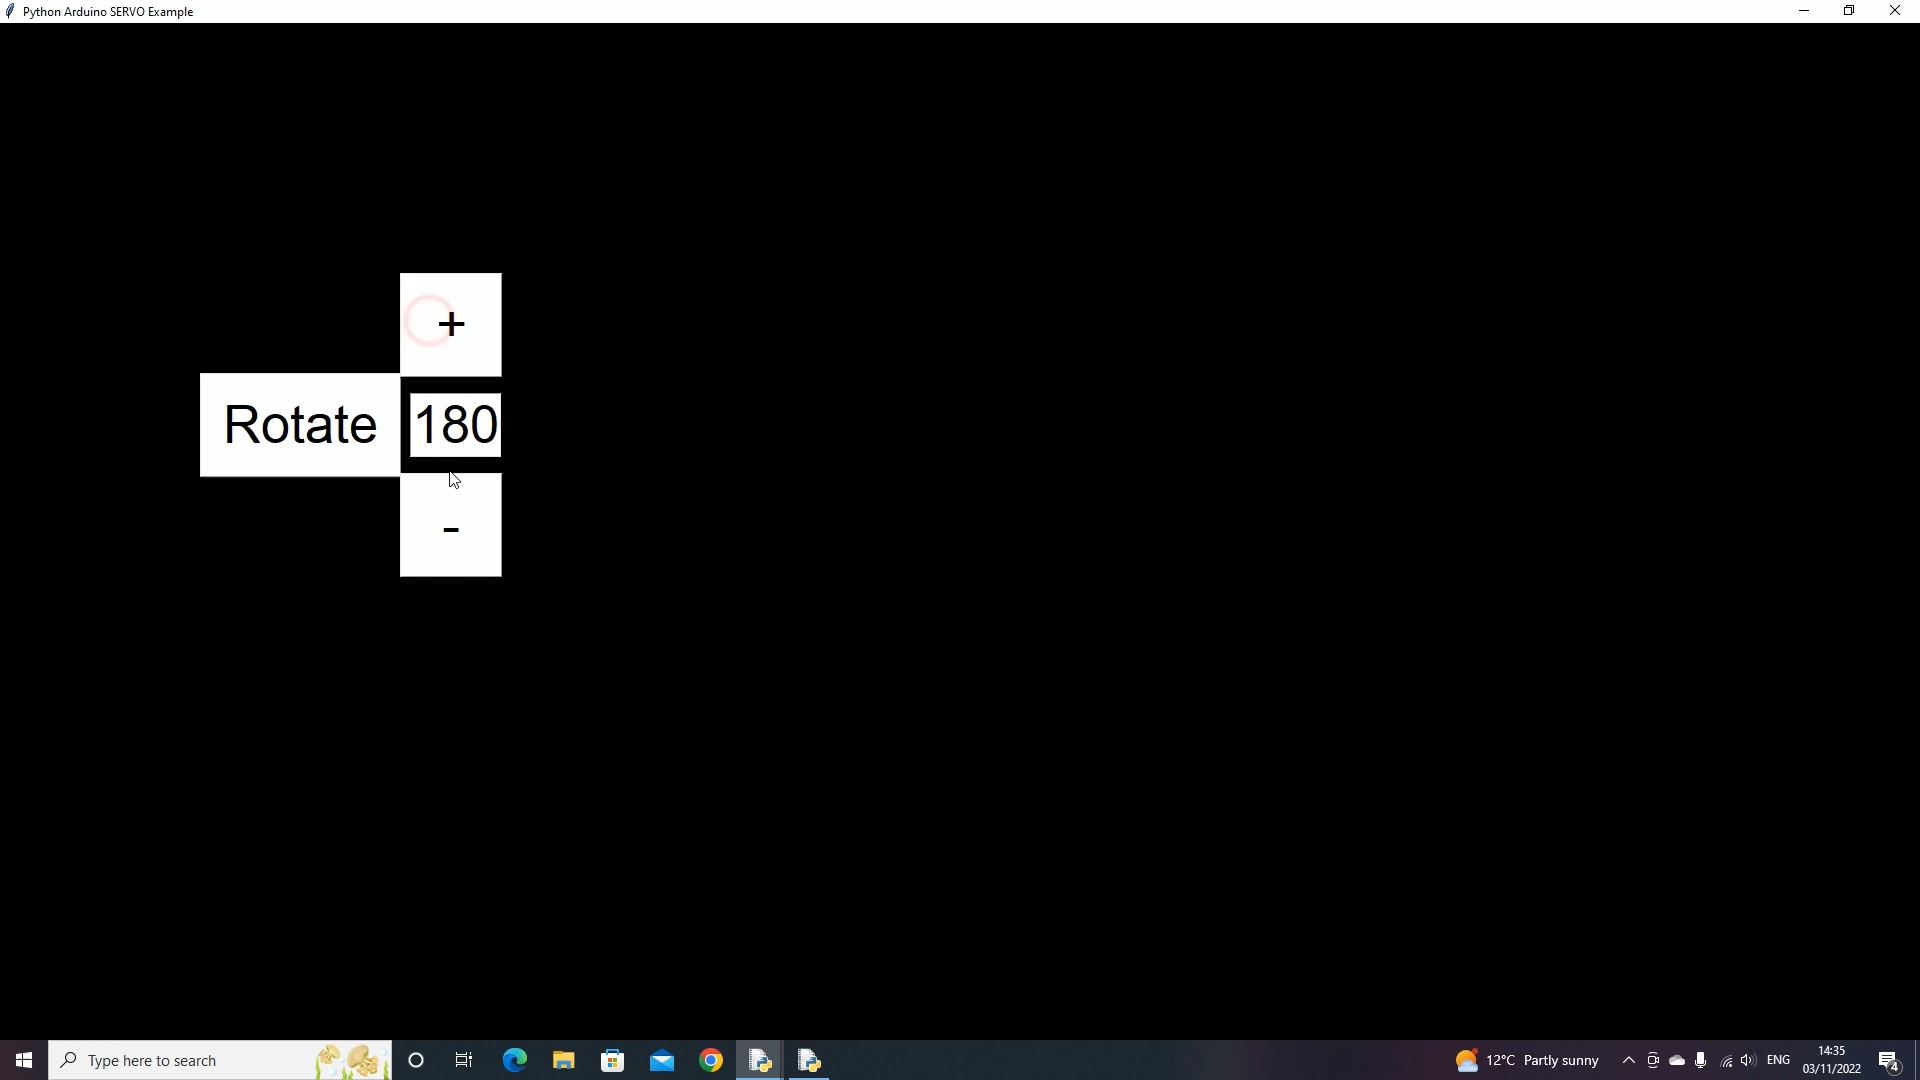 Python Arduino SERVO Example
+
Rotate 180
-
Type here to search
12°C Partly sunny
ENG
14:35
03/11/2022
4